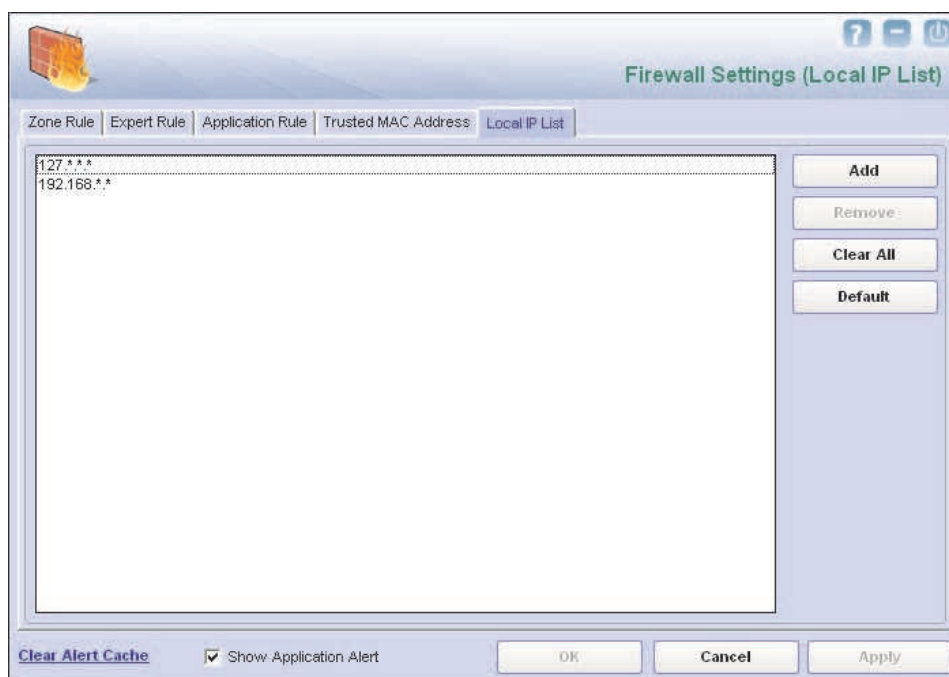 ?
Firewall Settings (Local IP List)
Zone Rule Expert Rule Application Rule Trusted MAC Address Local IP List
127.*.*.*
192.168.*.*
Add
Remove
Clear All
Default
Clear Alert Cache Show Application Alert OK Cancel Apply